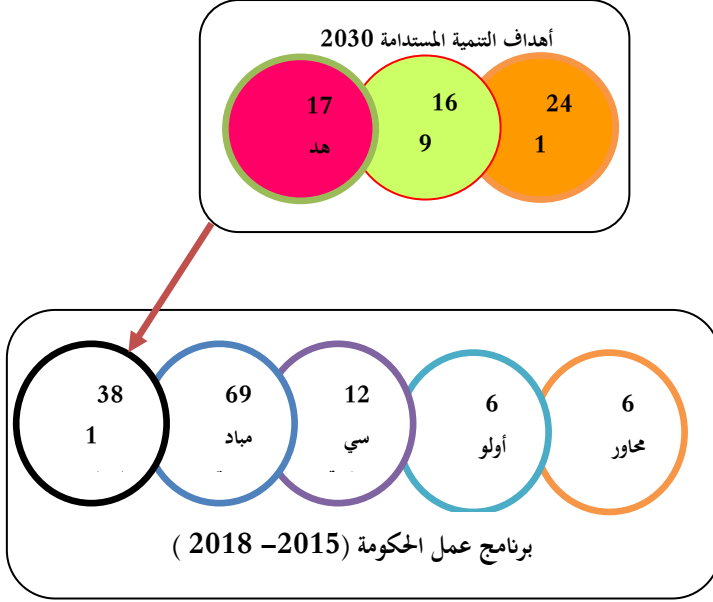 أهداف التنمية المستدامة 2030
24
1
16
9
17
هد
6
محاور
6
أولو
12
سي
69
مباد
38
1
برنامج عمل الحكومة (2015– 2018 )